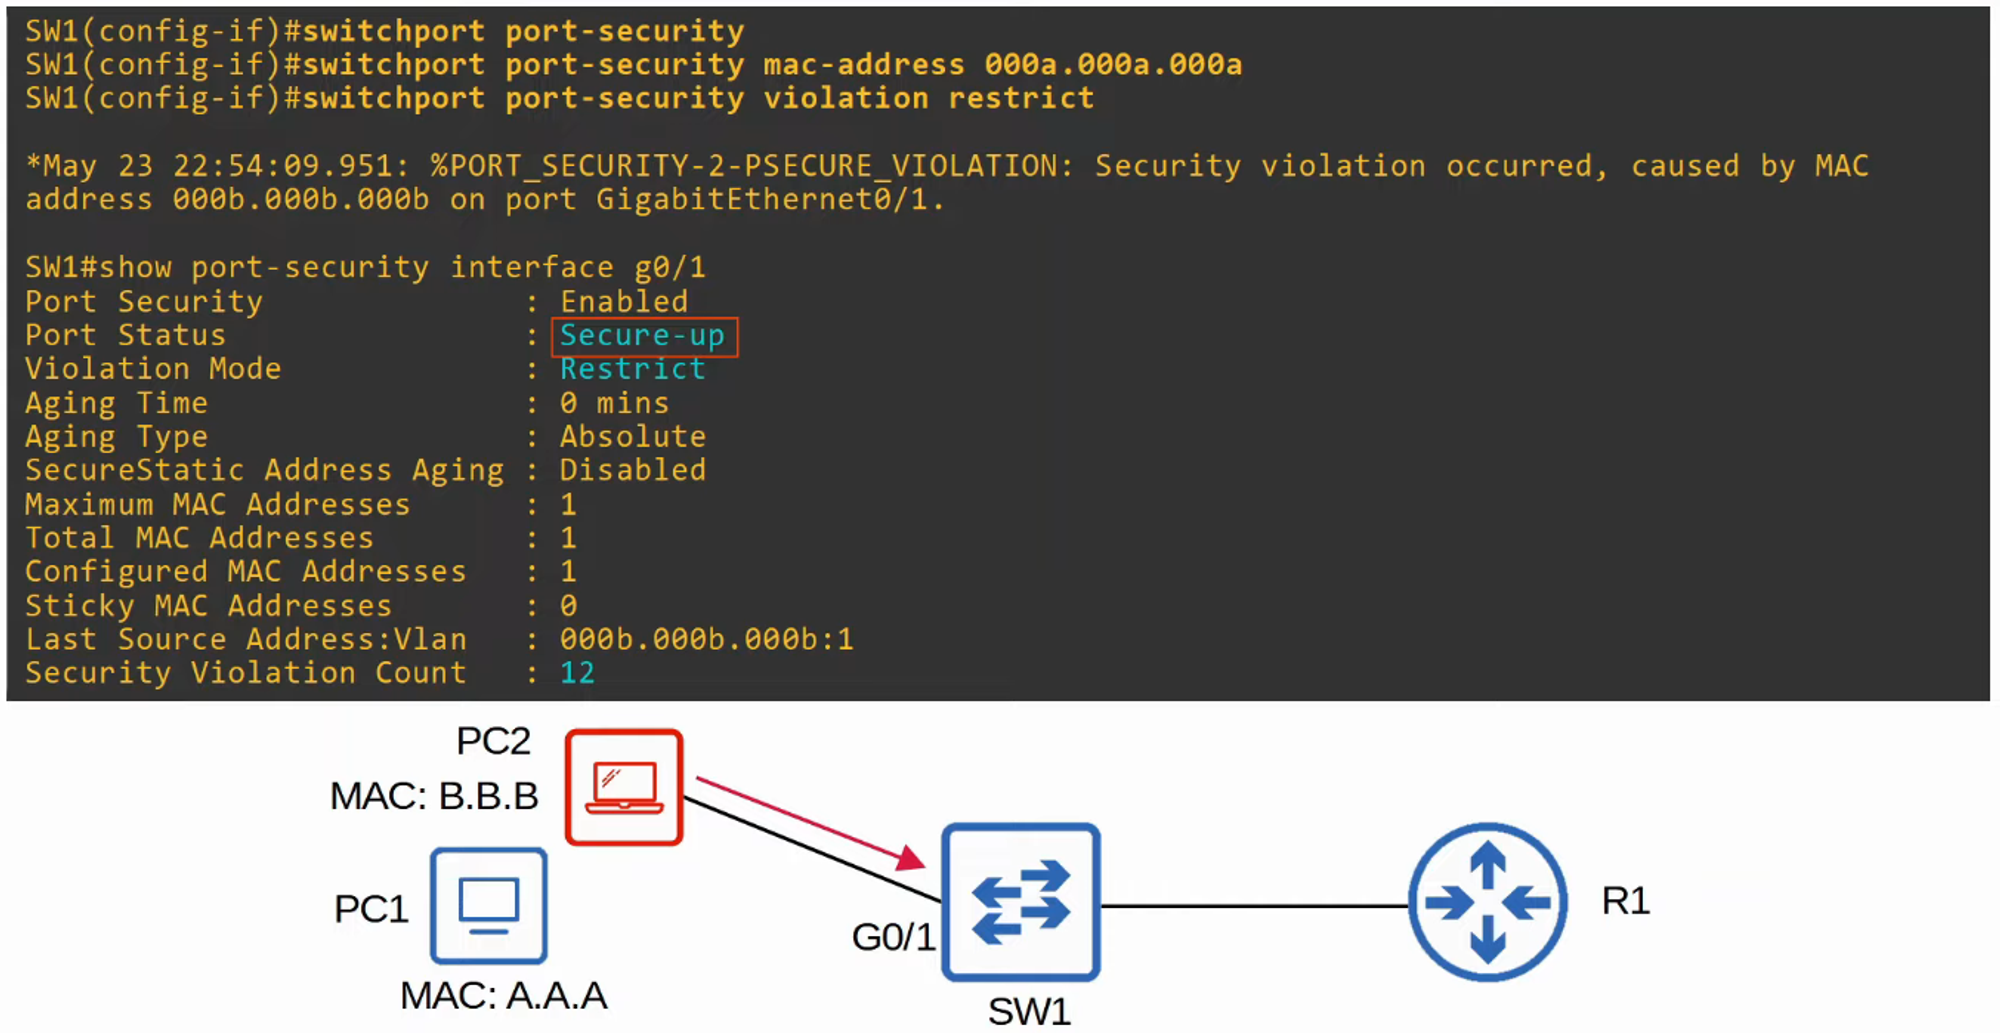 SW1(config-if)#switchport port-security
SW1(config-if)#switchport port-security mac-address 000a.000a.000a
SW1(config-if)#switchport port-security violation restrict
*May 23 22:54:09.951: %PORT_SECURITY-2-PSECURE_VIOLATION: Security violation occurred, caused by MAC
address 000b.000b.000b on port GigabitEthernet0/1.
SW1#show port-security interface g0/1
Port Security : Enabled
Port Status : Secure-up
Violation Mode : Restrict
Aging Time : 0 mins
Aging Type : Absolute
SecureStatic Address Aging : Disabled
Maximum MAC Addresses : 1
Total MAC Addresses : 1
Configured MAC Addresses : 1
Sticky MAC Addresses : 0
Last Source Address:Vlan : 000b.000b.000b:1
Security Violation Count : 12
PC2
MAC: B.B.B
PC1
MAC: A.A.A
G0/1
SW1
R1